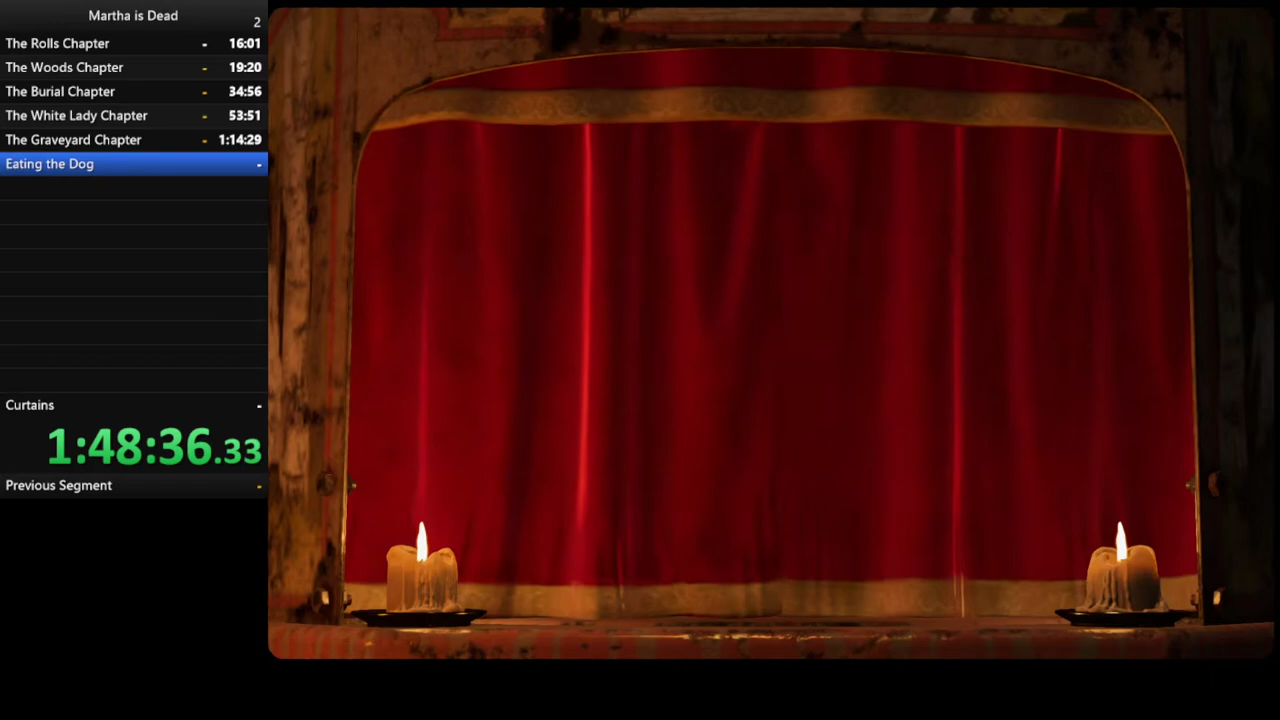 Martha is Dead
2
The Rolls Chapter - 16:01
The Woods Chapter - 19:20
The Burial Chapter - 34:56
The White Lady Chapter - 53:51
The Graveyard Chapter - 1:14:29
Eating the Dog -
Curtains -
1:48:36.33
Previous Segment -